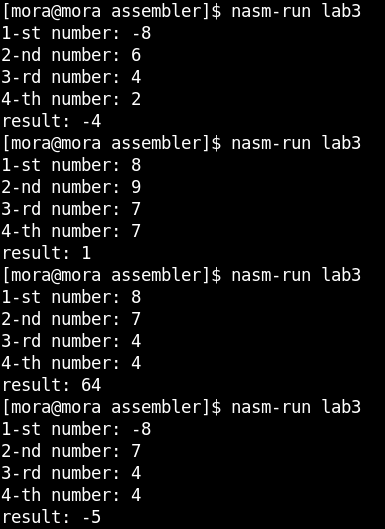 [mora@mora assembler]$ nasm-run lab3
1-st number: -8
2-nd number: 6
3-rd number: 4
4-th number: 2
result: -4
[mora@mora assembler]$ nasm-run lab3
1-st number: 8
2-nd number: 9
3-rd number: 7
4-th number: 7
result: 1
[mora@mora assembler]$ nasm-run lab3
1-st number: 8
2-nd number: 7
3-rd number: 4
4-th number: 4
result: 64
[mora@mora assembler]$ nasm-run lab3
1-st number: -8
2-nd number: 7
3-rd number: 4
4-th number: 4
result: -5